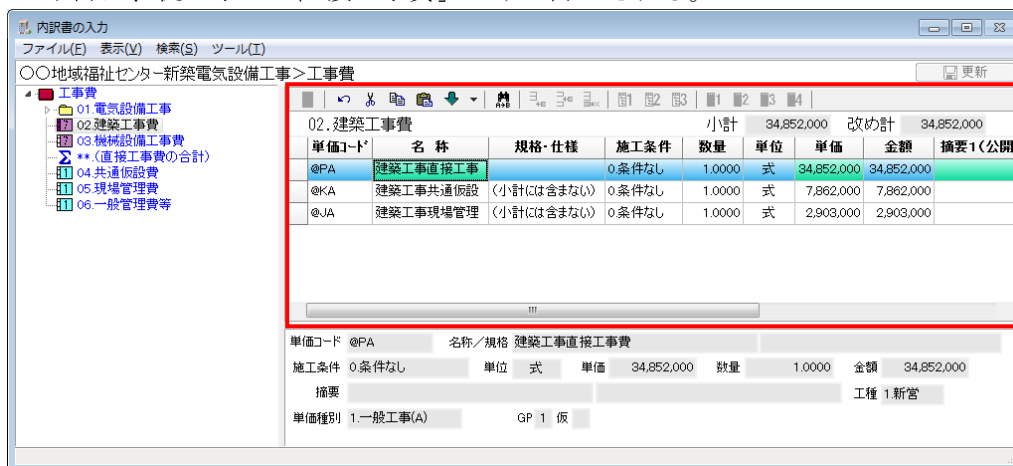 内訳書の入力
ファイル(F) 表示(V) 検索(S) ツール(T)
〇〇地域福祉センター新築電気設備工事＞工事費
更新
工事費
01.電気設備工事
02.建築工事費
03.機械設備工事費
**.(直接工事費の合計)
04.共通仮設費
05.現場管理費
06.一般管理費等
02.建築工事費 小計 34,852,000 改め計 34,852,000
単価ｺｰﾄﾞ 名 称 規格・仕様 施工条件 数量 単位 単価 金額 摘要1(公開
@PA 建築工事直接工事 0.条件なし 1.0000 式 34,852,000 34,852,000
@KA 建築工事共通仮設 (小計には含まない) 0.条件なし 1.0000 式 7,862,000 7,862,000
@JA 建築工事現場管理 (小計には含まない) 0.条件なし 1.0000 式 2,903,000 2,903,000
単価コード @PA 名称／規格 建築工事直接工事費
施工条件 0.条件なし 単位 式 単価 34,852,000 数量 1.0000 金額 34,852,000
摘要 工種 1.新営
単価種別 1.一般工事(A) GP 1 仮